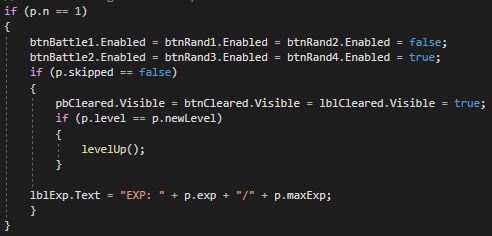 if (p.n == 1)
{
btnBattle1.Enabled = btnRand1.Enabled = btnRand2.Enabled = false;
btnBattle2.Enabled = btnRand3.Enabled = btnRand4.Enabled = true;
if (p.skipped == false)
{
pbCleared.Visible = btnCleared.Visible = lblCleared.Visible = true;
if (p.level == p.newLevel)
{
levelUp();
}
lblExp.Text = "EXP: " + p.exp + "/" + p.maxExp;
}
}